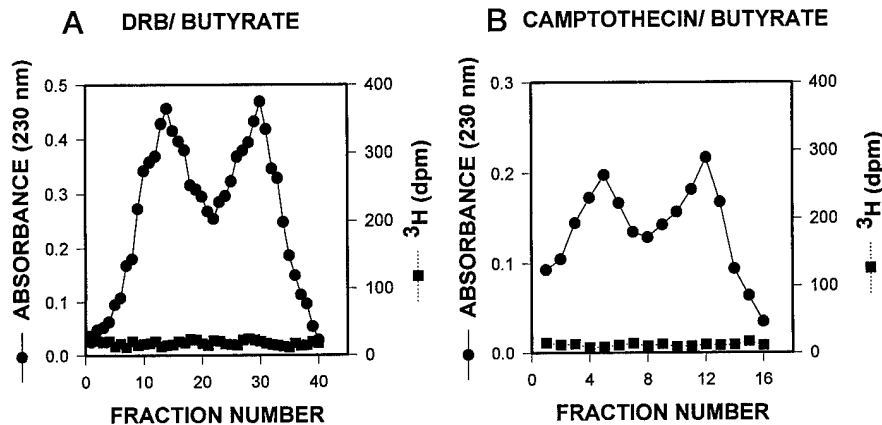 A DRB/ BUTYRATE
ABSORBANCE (230 nm)
0.5
0.4
0.3
0.2
0.1
0.0
400
300
200
100
0
³H (dpm)
0 10 20 30 40
FRACTION NUMBER
B CAMPTOTHECIN/ BUTYRATE
ABSORBANCE (230 nm)
0.3
0.2
0.1
0.0
400
300
200
100
0
³H (dpm)
0 4 8 12 16
FRACTION NUMBER